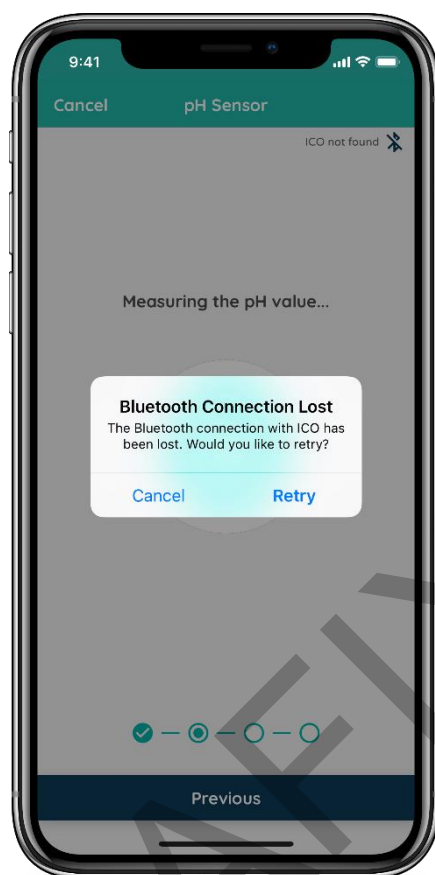 9:41
Cancel pH Sensor
ICO not found
Measuring the pH value...
Bluetooth Connection Lost
The Bluetooth connection with ICO has
been lost. Would you like to retry?
Cancel Retry
Previous